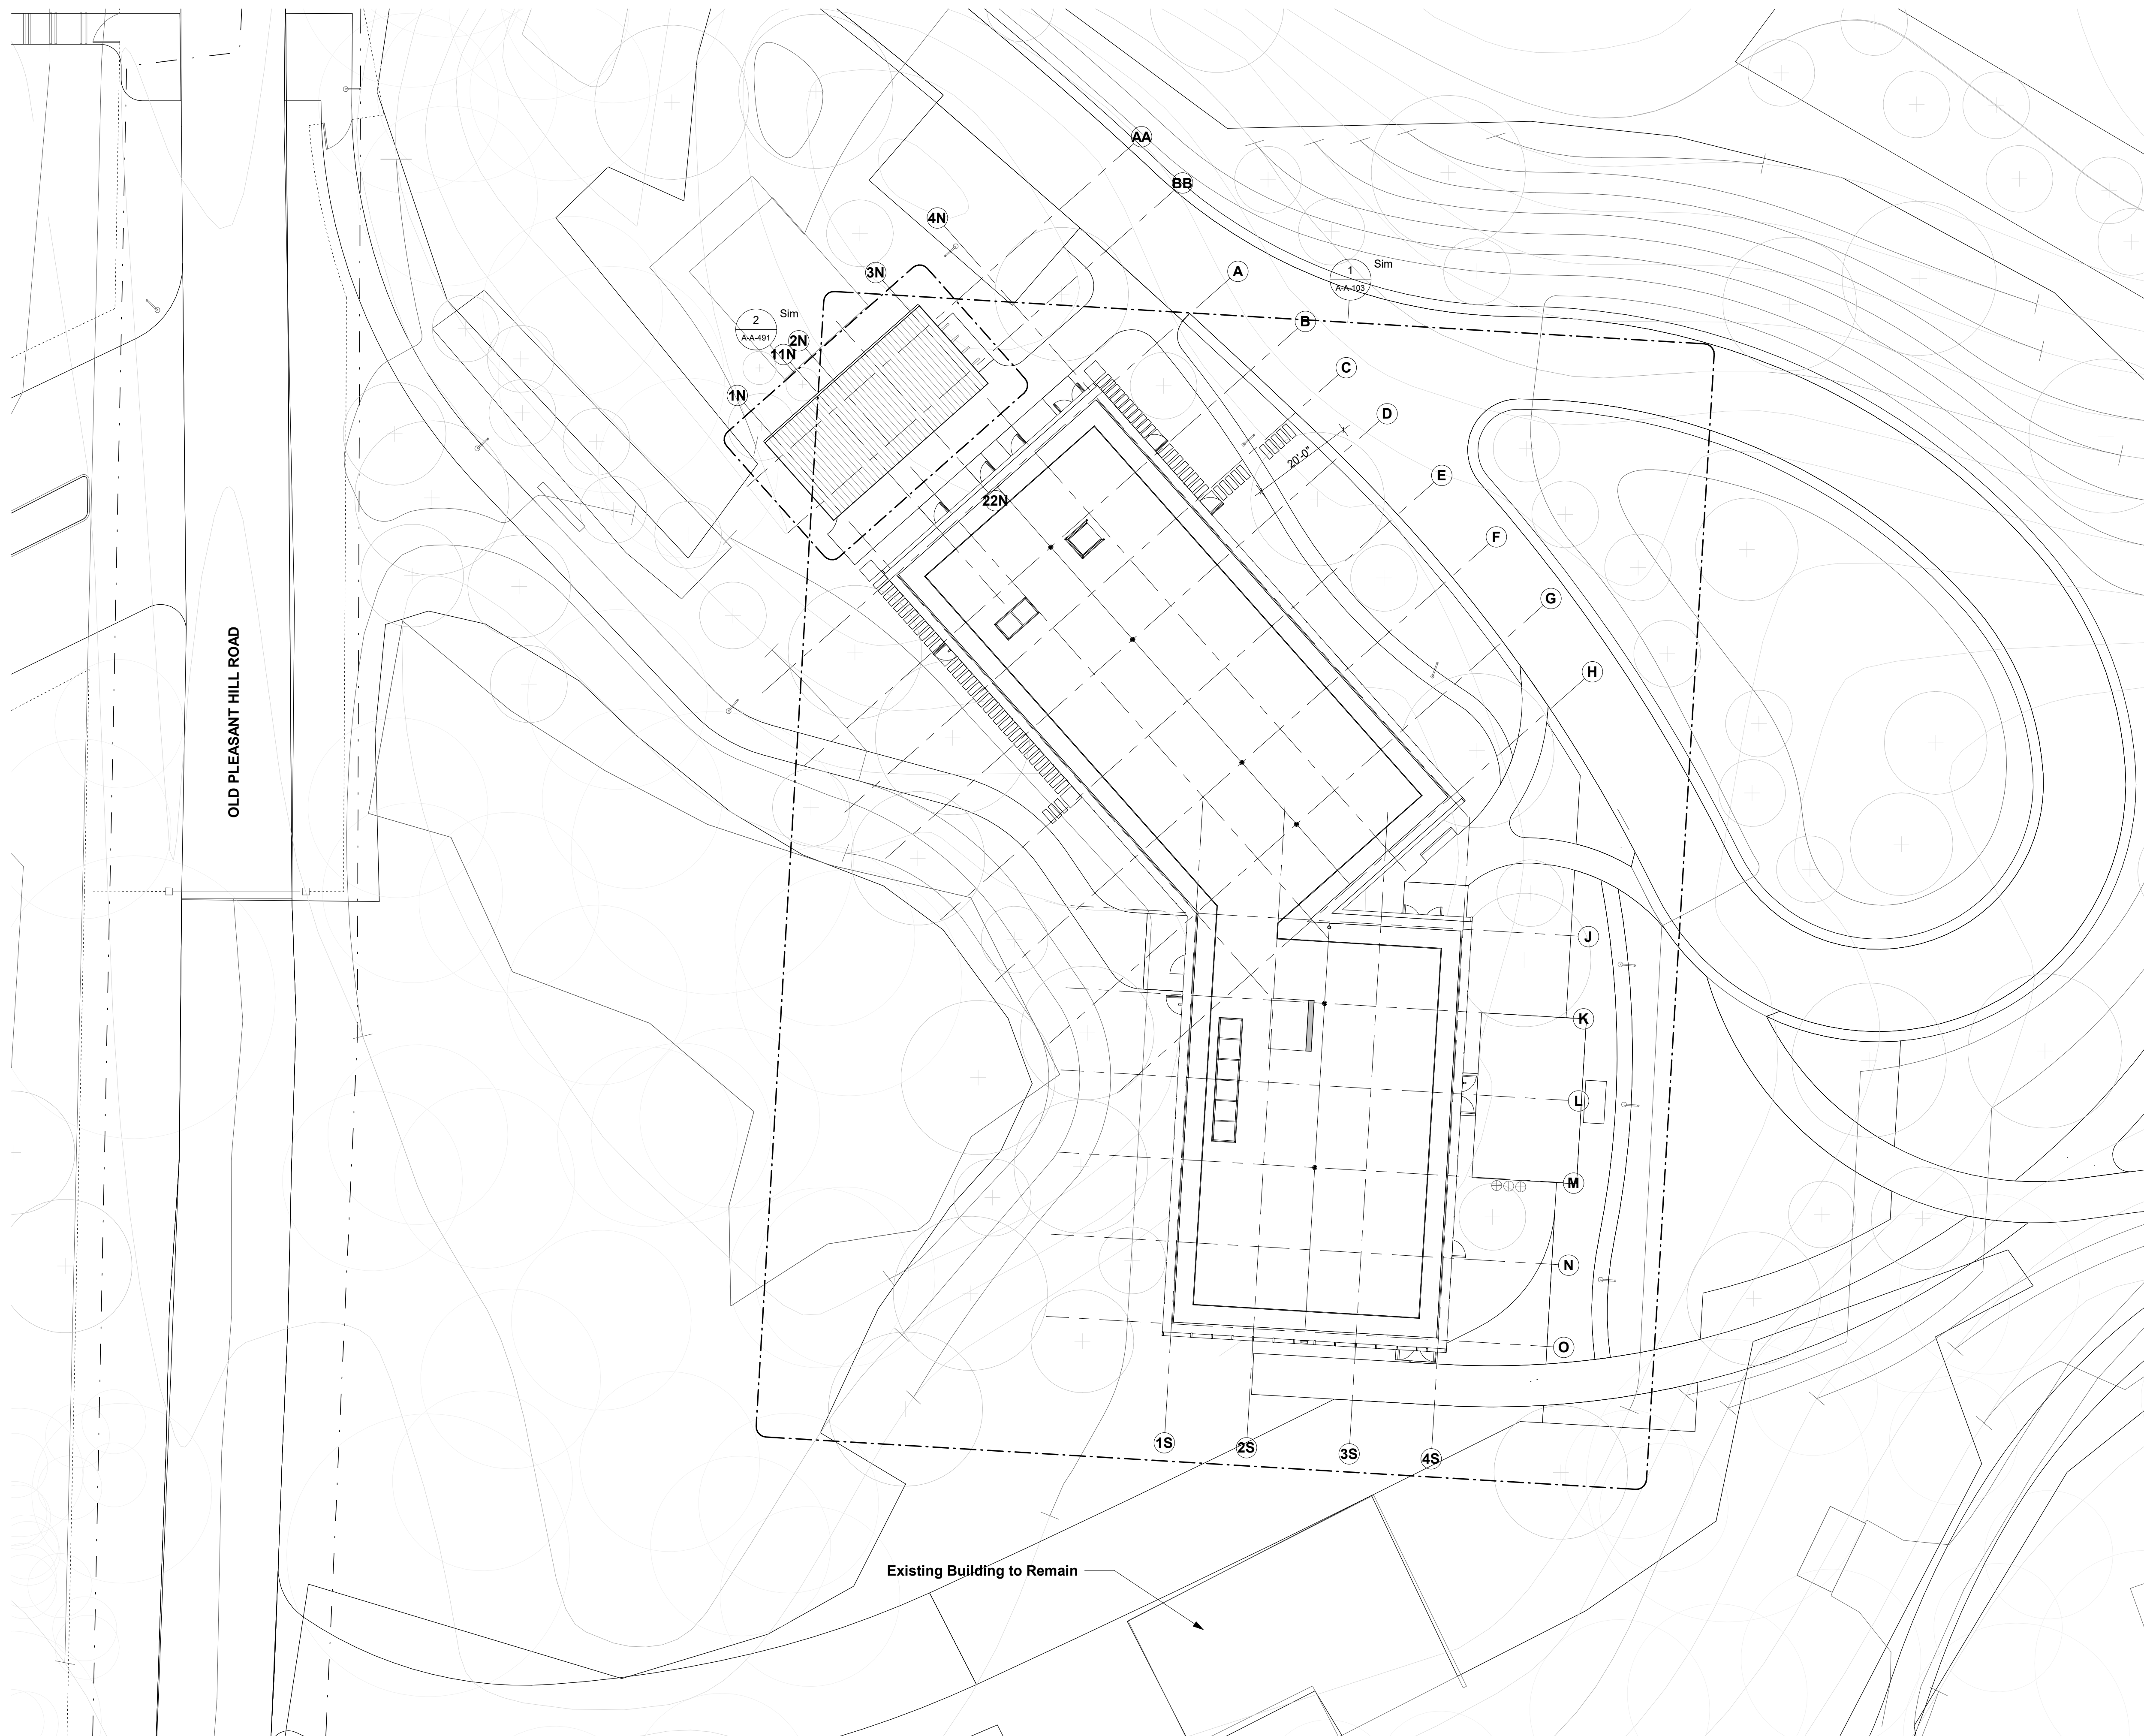 AA
BB
4N
A
1
Sim
A-A-103
3N
2
Sim
A-A-491
2N
11N
1N
B
C
D
20'-0"
E
22N
F
G
H
OLD PLEASANT HILL ROAD
J
K
L
M
N
O
1S
2S
3S
4S
Existing Building to Remain